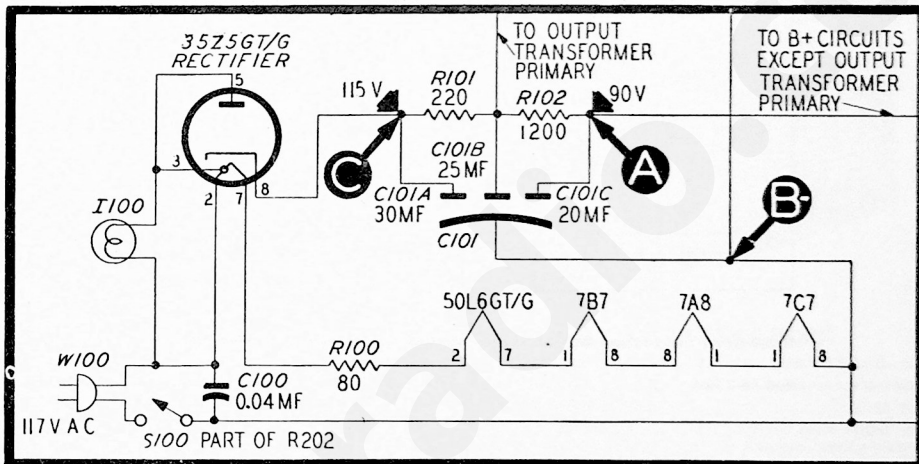 35Z5GT/G
RECTIFIER
5
3
2
7
8
I100
W100
117V AC
S100 PART OF R202
C100
0.04MF
115 V
R101
220
R102
1200
90V
TO OUTPUT
TRANSFORMER
PRIMARY
TO B+ CIRCUITS
EXCEPT OUTPUT
TRANSFORMER
PRIMARY
C
A
B-
C101B
25MF
C101A
30MF
C101C
20MF
C101
R100
80
50L6GT/G
2
7
7B7
1
8
7A8
8
1
7C7
1
8
radio.